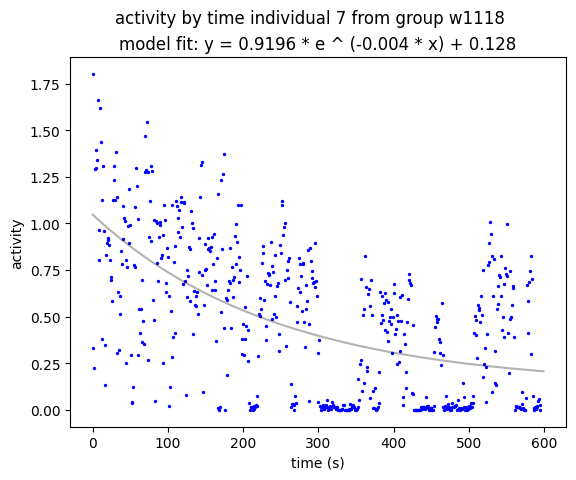 activity by time individual 7 from group w1118
model fit: y = 0.9196 * e ^ (-0.004 * x) + 0.128
activity
1.75
1.50
1.25
1.00
0.75
0.50
0.25
0.00
0 100 200 300 400 500 600
time (s)